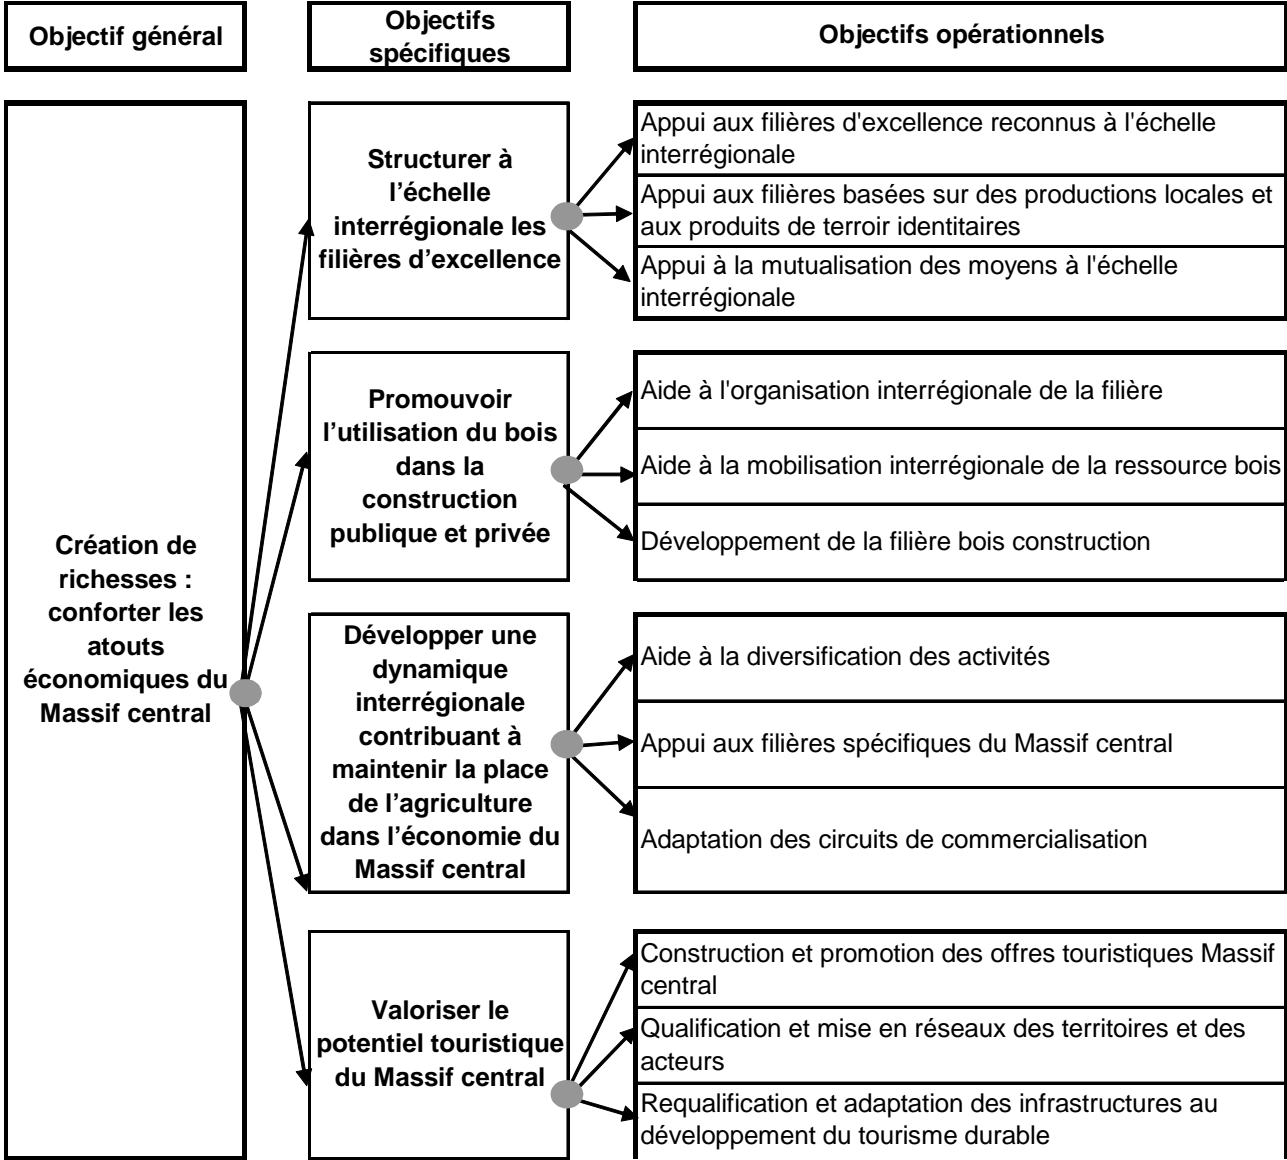 Objectif général
Objectifs
spécifiques
Objectifs opérationnels
Création de
richesses :
conforter les
atouts
économiques du
Massif central
Structurer à
l’échelle
interrégionale les
filières d’excellence
Appui aux filières d'excellence reconnus à l'échelle
interrégionale
Appui aux filières basées sur des productions locales et
aux produits de terroir identitaires
Appui à la mutualisation des moyens à l'échelle
interrégionale
Promouvoir
l’utilisation du bois
dans la
construction
publique et privée
Aide à l'organisation interrégionale de la filière
Aide à la mobilisation interrégionale de la ressource bois
Développement de la filière bois construction
Développer une
dynamique
interrégionale
contribuant à
maintenir la place
de l’agriculture
dans l’économie du
Massif central
Aide à la diversification des activités
Appui aux filières spécifiques du Massif central
Adaptation des circuits de commercialisation
Valoriser le
potentiel touristique
du Massif central
Construction et promotion des offres touristiques Massif
central
Qualification et mise en réseaux des territoires et des
acteurs
Requalification et adaptation des infrastructures au
développement du tourisme durable